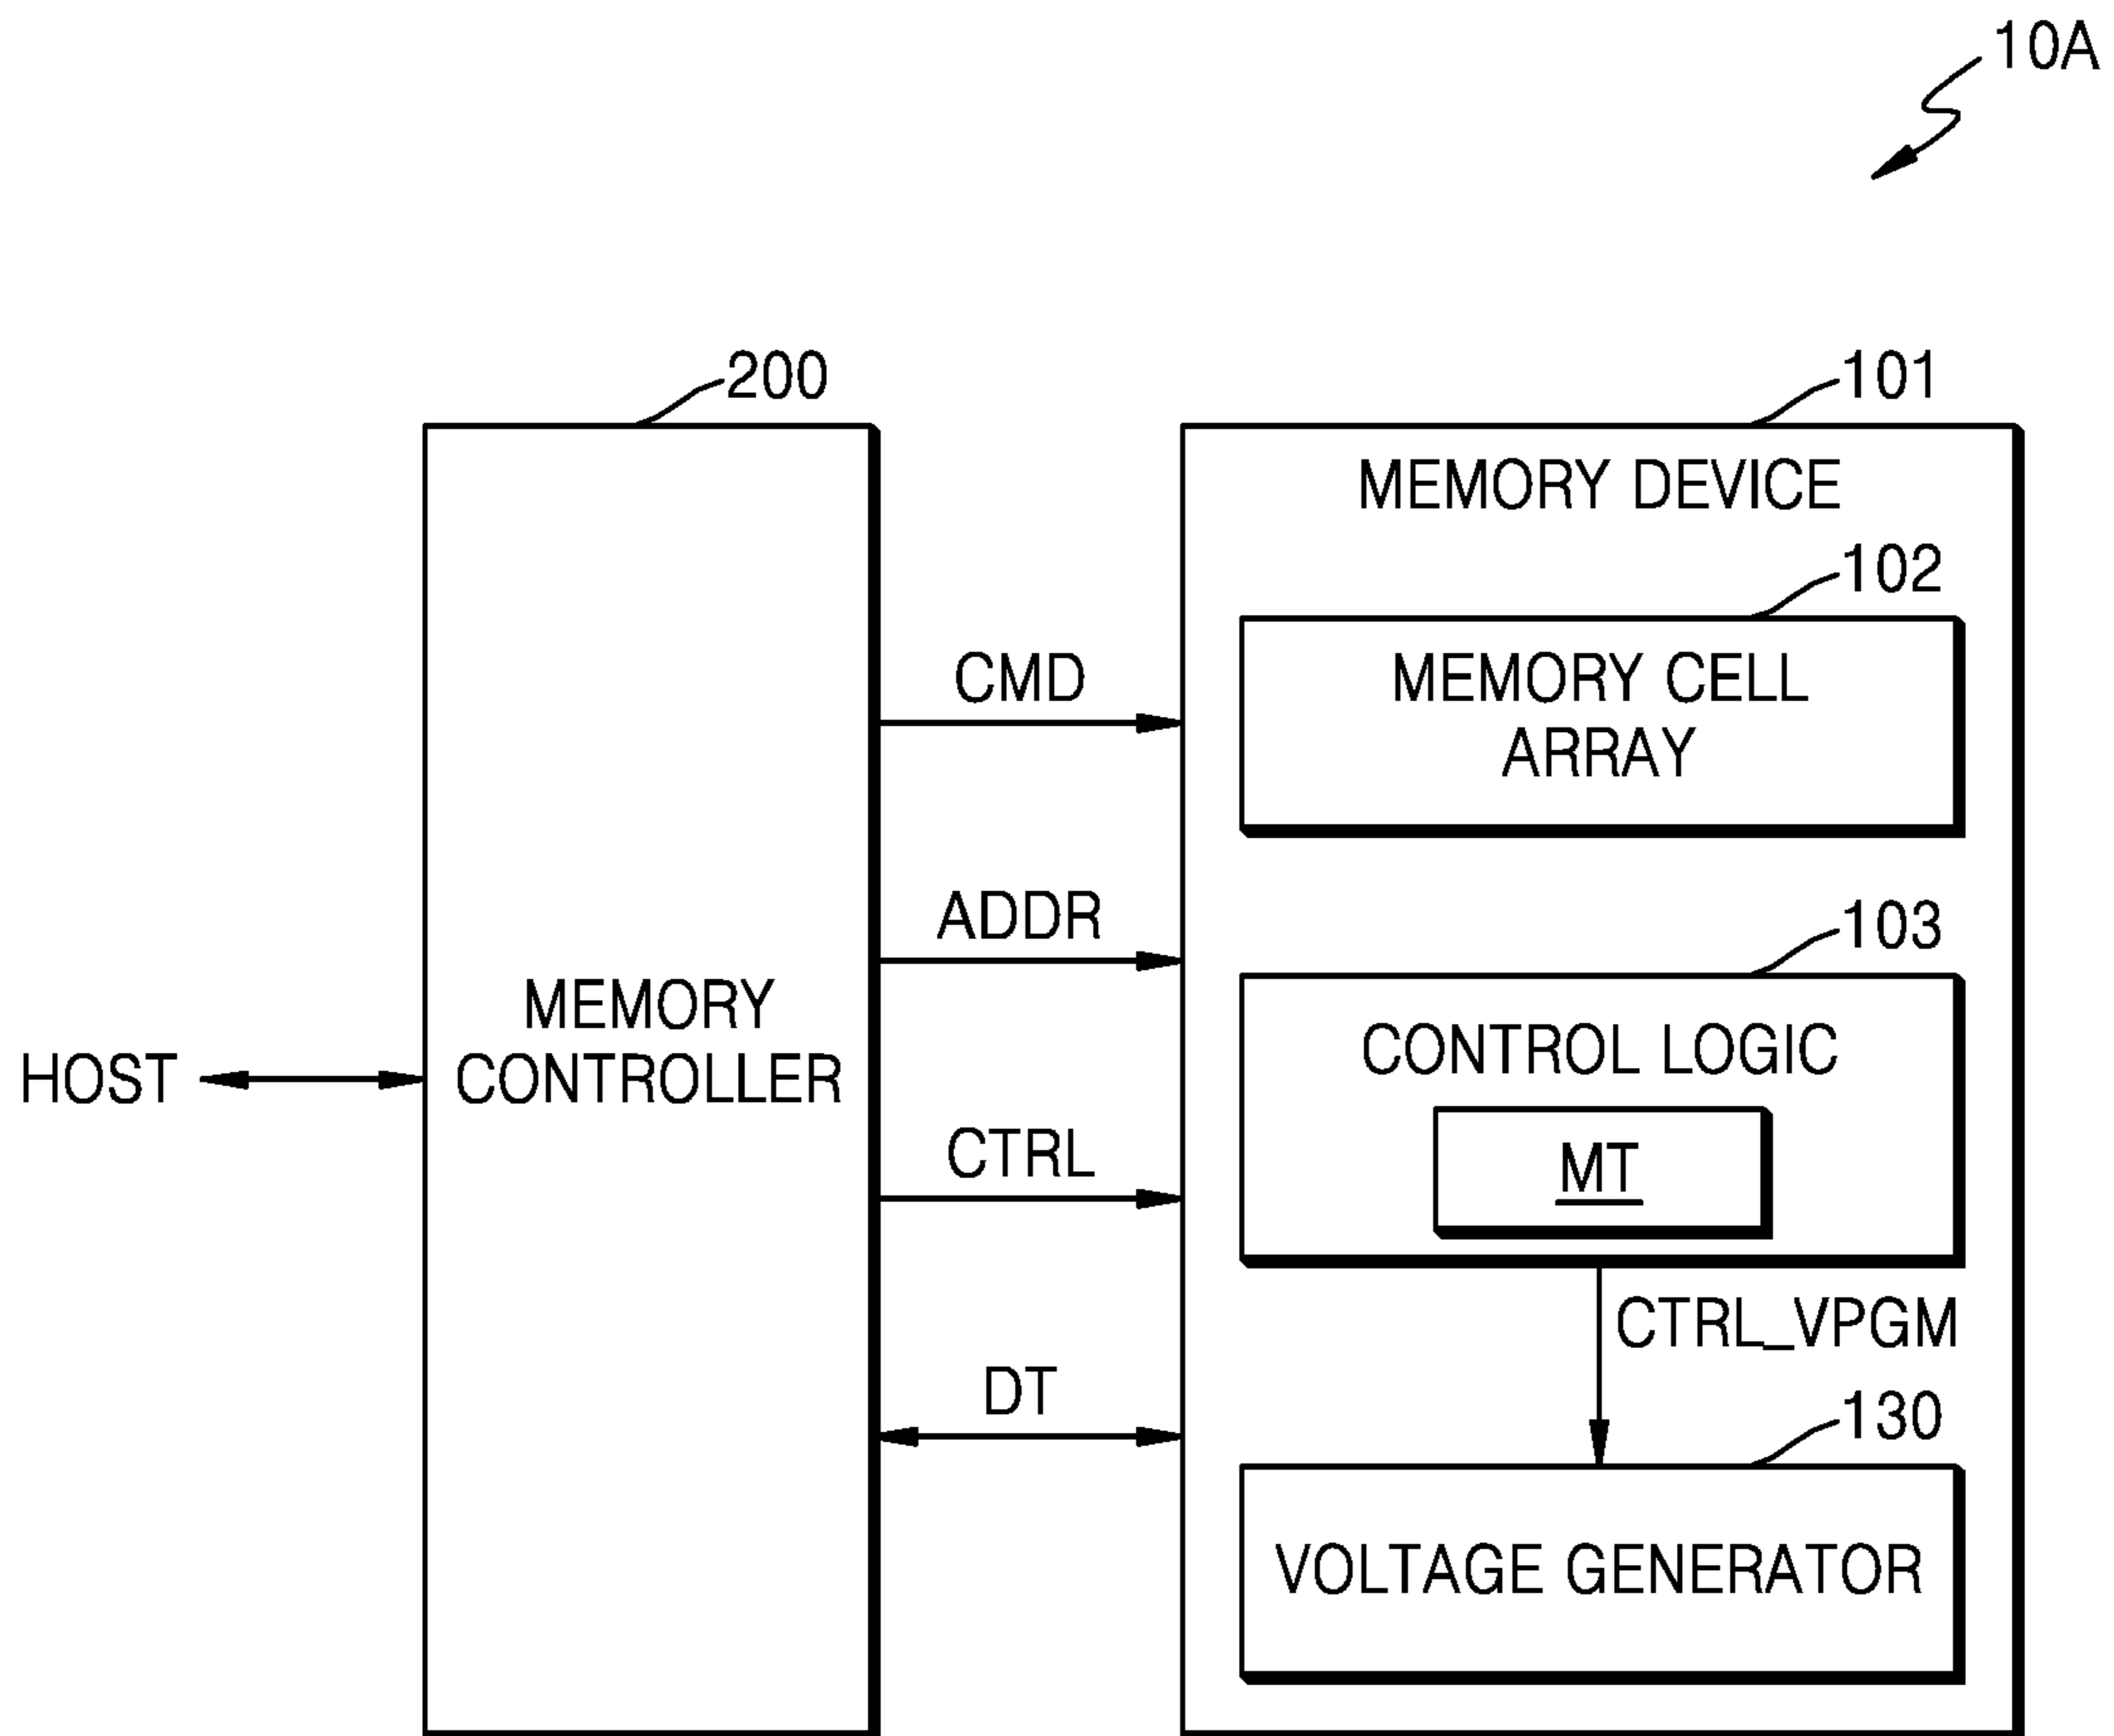 10A
200
101
MEMORY DEVICE
102
MEMORY CELL
ARRAY
CMD
ADDR
103
CONTROL LOGIC
MT
MEMORY
CONTROLLER
HOST
CTRL
CTRL_VPGM
DT
130
VOLTAGE GENERATOR